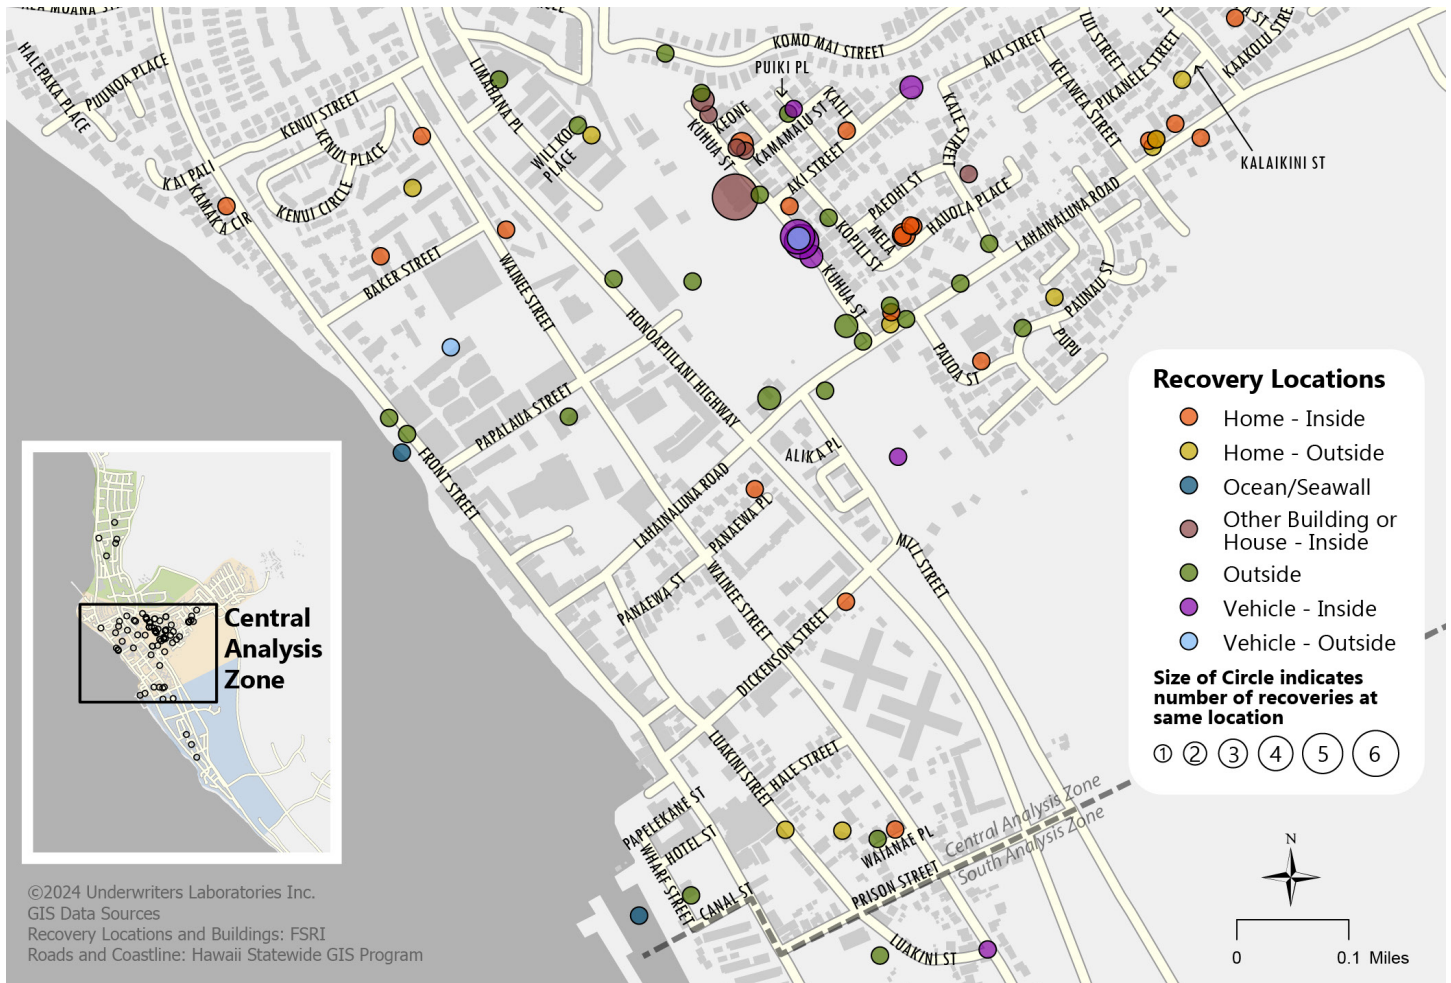 ALA MOANA ST
HALEPAKA PLACE
PUUNOA PLACE
KENUI STREET
KENUI PLACE
KENUI CIRCLE
KAI PALI
KAMAKA CIR
BAKER STREET
LIMAHANA PL
WILI KO
PLACE
WAINEE STREET
HONOAPIILANI HIGHWAY
PAPALAUA STREET
FRONT STREET
KOMO MAI STREET
PUIKI PL
KEONE
KUHUA ST
KAMAMALU ST
KAILI
AKI STREET
AKI STREET
KALE STREET
PAEOHI ST
HAUOLA PLACE
MELA
KOPILI ST
KUHUA ST
LUI STREET
KELAWEA STREET
PIKANELE STREET
KAAKOLU STREET
KALAIKINI ST
LAHAINALUNA ROAD
PAUNAU ST
PUPU
PAUOA ST
ALIKA PL
LAHAINALUNA ROAD
PANAEWA PL
PANAEWA ST
WAINEE STREET
MILL STREET
DICKENSON STREET
LUAKINI STREET
HALE STREET
PAPELEKANE ST
HOTEL ST
WHARF STREET
CANAL ST
WAIANAE PL
PRISON STREET
LUAKINI ST
Central Analysis Zone
South Analysis Zone
Recovery Locations
Home - Inside
Home - Outside
Ocean/Seawall
Other Building or
House - Inside
Outside
Vehicle - Inside
Vehicle - Outside
Size of Circle indicates
number of recoveries at
same location
1 2 3 4 5 6
Central
Analysis
Zone
N
0 0.1 Miles
©2024 Underwriters Laboratories Inc.
GIS Data Sources
Recovery Locations and Buildings: FSRI
Roads and Coastline: Hawaii Statewide GIS Program